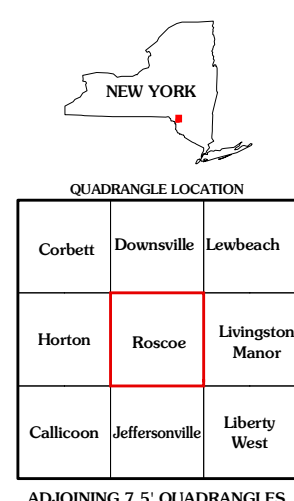 NEW YORK
QUADRANGLE LOCATION
Corbett
Downsville
Lewbeach
Horton
Roscoe
Livingston
Manor
Callicoon
Jeffersonville
Liberty
West
ADJOINING 7.5' QUADRANGLES